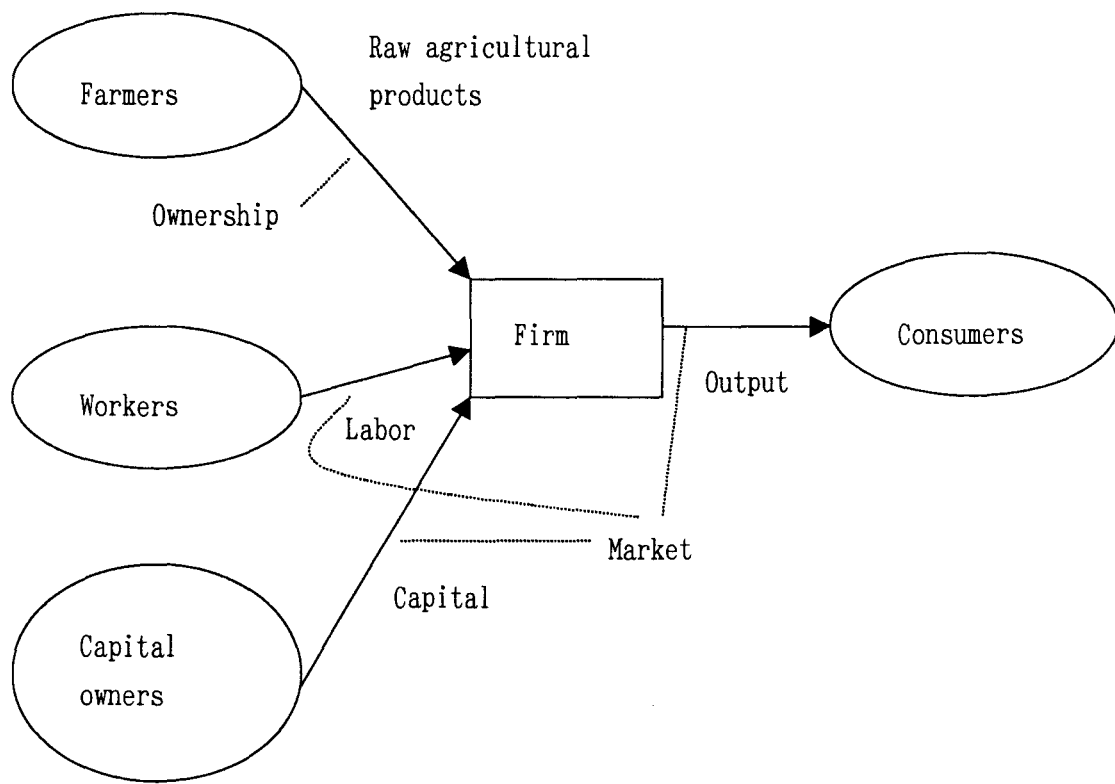 Raw agricultural
products
Farmers
Ownership
Firm
Consumers
Output
Workers
Labor
Market
Capital
Capital
owners